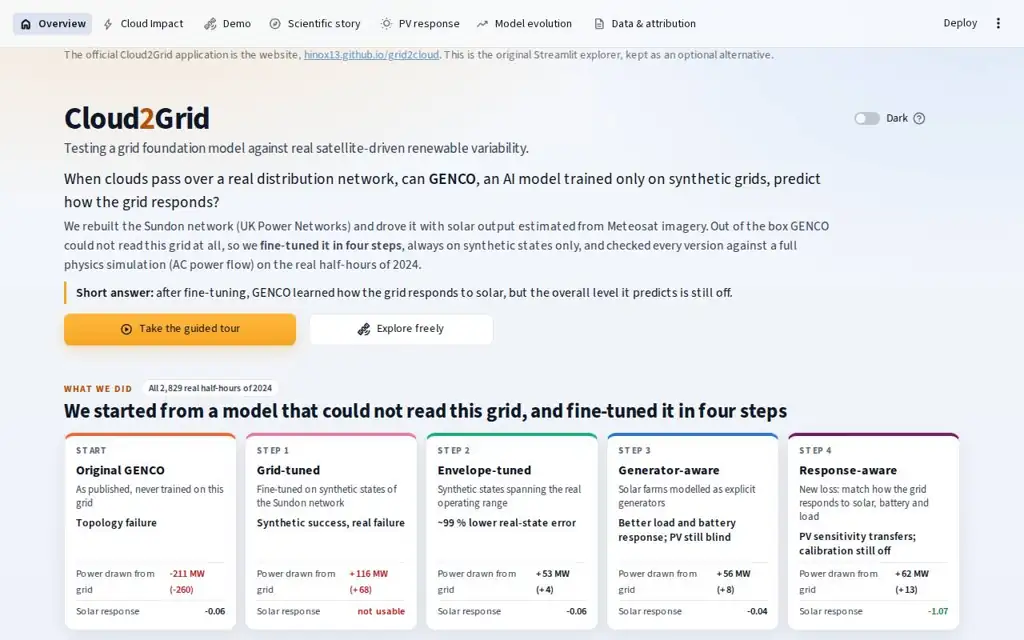 Overview Cloud Impact Demo Scientific story PV response Model evolution Data & attribution Deploy
The official Cloud2Grid application is the website, hinox13.github.io/grid2cloud. This is the original Streamlit explorer, kept as an optional alternative.
Cloud2Grid
Dark
Testing a grid foundation model against real satellite-driven renewable variability.
When clouds pass over a real distribution network, can GENCO, an AI model trained only on synthetic grids, predict
how the grid responds?
We rebuilt the Sundon network (UK Power Networks) and drove it with solar output estimated from Meteosat imagery. Out of the box GENCO
could not read this grid at all, so we fine-tuned it in four steps, always on synthetic states only, and checked every version against a full
physics simulation (AC power flow) on the real half-hours of 2024.
Short answer: after fine-tuning, GENCO learned how the grid responds to solar, but the overall level it predicts is still off.
Take the guided tour
Explore freely
WHAT WE DID All 2,829 real half-hours of 2024
We started from a model that could not read this grid, and fine-tuned it in four steps
START
Original GENCO
As published, never trained on this
grid
Topology failure
Power drawn from -211 MW
grid (-260)
Solar response -0.06
STEP 1
Grid-tuned
Fine-tuned on synthetic states of
the Sundon network
Synthetic success, real failure
Power drawn from +116 MW
grid (+68)
Solar response not usable
STEP 2
Envelope-tuned
Synthetic states spanning the real
operating range
~99 % lower real-state error
Power drawn from +53 MW
grid (+4)
Solar response -0.06
STEP 3
Generator-aware
Solar farms modelled as explicit
generators
Better load and battery
response; PV still blind
Power drawn from +56 MW
grid (+8)
Solar response -0.04
STEP 4
Response-aware
New loss: match how the grid
responds to solar, battery and
load
PV sensitivity transfers;
calibration still off
Power drawn from +62 MW
grid (+13)
Solar response -1.07